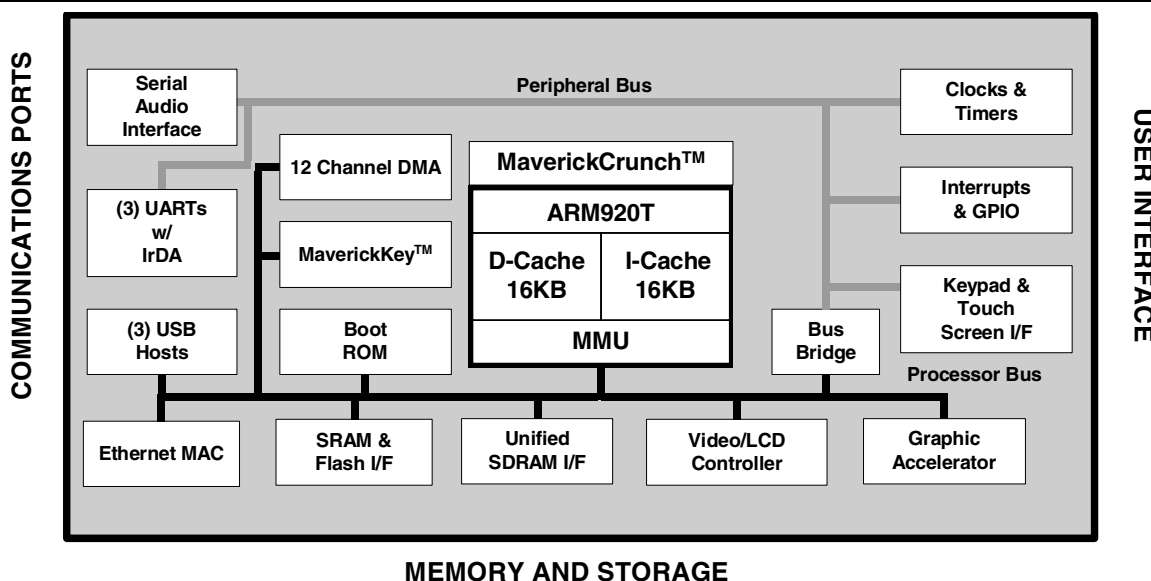 COMMUNICATIONS PORTS
Serial
Audio
Interface
Peripheral Bus
Clocks &
Timers
12 Channel DMA
MaverickCrunch™
(3) UARTs
w/
IrDA
MaverickKey™
ARM920T
D-Cache
16KB
I-Cache
16KB
MMU
Interrupts
& GPIO
Keypad &
Touch
Screen I/F
(3) USB
Hosts
Boot
ROM
Bus
Bridge
Processor Bus
Ethernet MAC
SRAM &
Flash I/F
Unified
SDRAM I/F
Video/LCD
Controller
Graphic
Accelerator
USER INTERFACE
MEMORY AND STORAGE